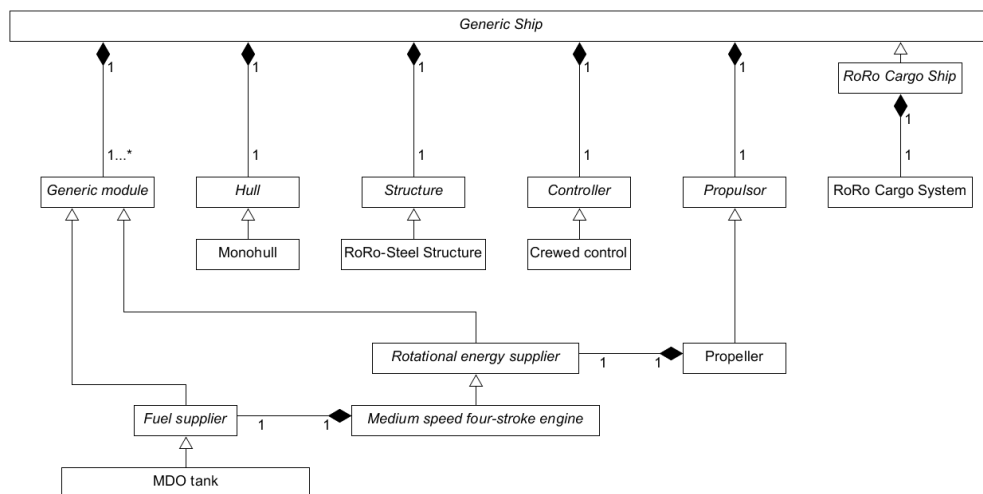 Generic Ship
1 1 1 1 1
RoRo Cargo Ship
1
1...* 1 1 1 1 1
Generic module Hull Structure Controller Propulsor RoRo Cargo System
Monohull RoRo-Steel Structure Crewed control
Rotational energy supplier 1 1 Propeller
Fuel supplier 1 1 Medium speed four-stroke engine
MDO tank